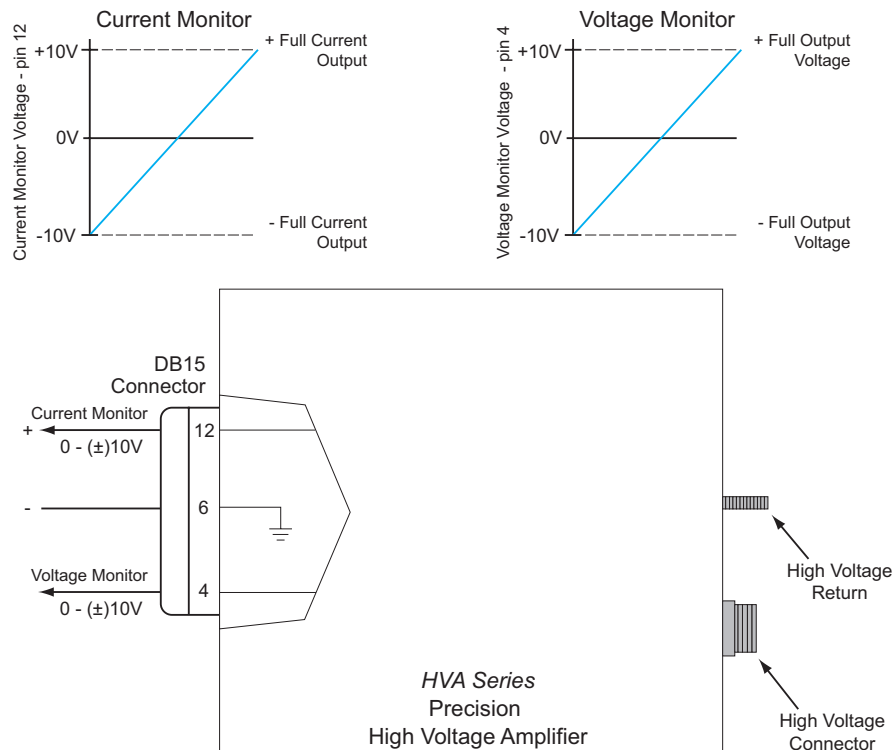 Current Monitor
Current Monitor Voltage - pin 12
+10V
0V
-10V
+ Full Current
Output
- Full Current
Output
Voltage Monitor
Voltage Monitor Voltage - pin 4
+10V
0V
-10V
+ Full Output
Voltage
- Full Output
Voltage
DB15
Connector
Current Monitor
+
0 - (±)10V
12
-
6
Voltage Monitor
0 - (±)10V
4
High Voltage
Return
High Voltage
Connector
HVA Series
Precision
High Voltage Amplifier